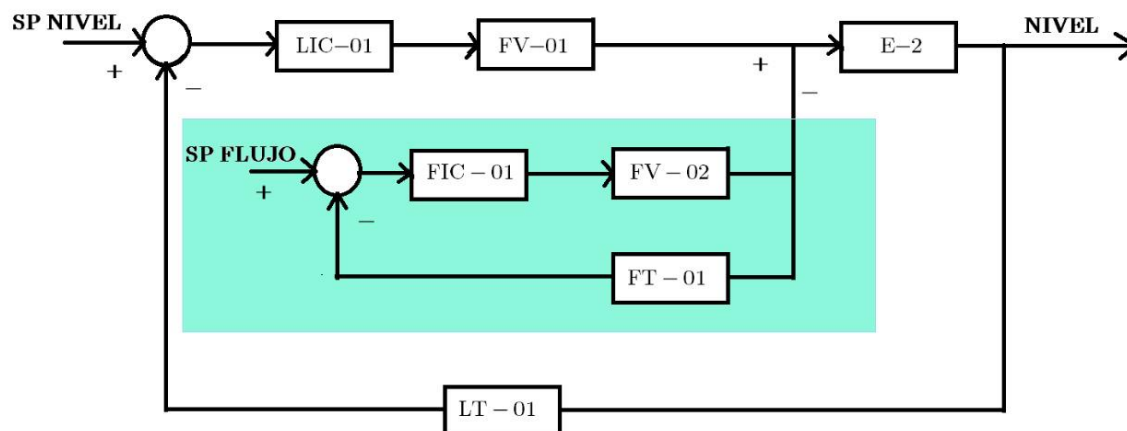 SP NIVEL
NIVEL
LIC-01
FV-01
E-2
+
+
-
-
SP FLUJO
FIC - 01
FV - 02
+
-
FT - 01
LT - 01